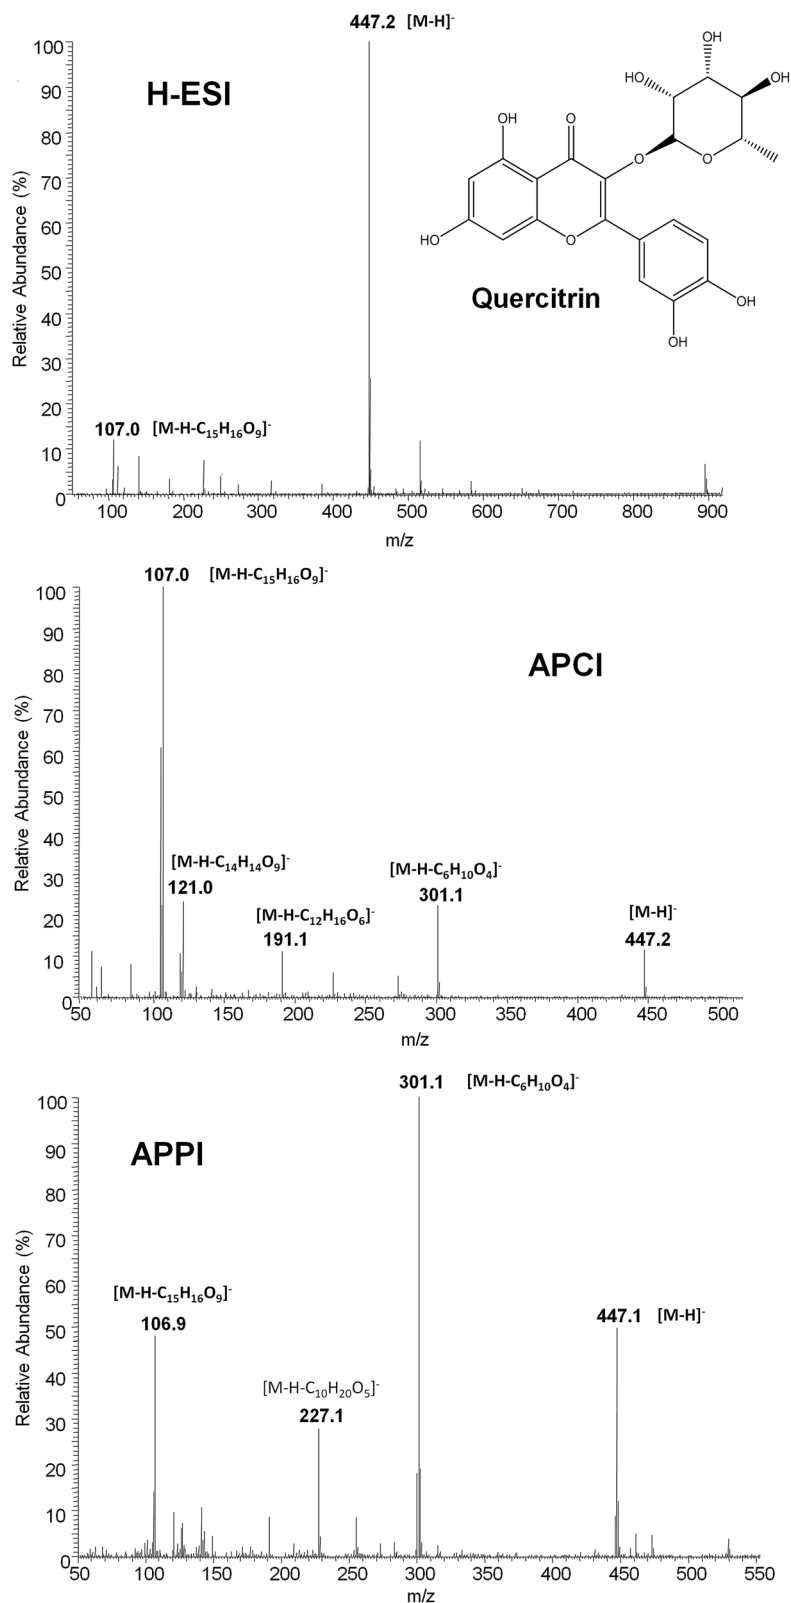 447.2 [M-H]-
H-ESI
100
90
80
70
60
50
40
30
20
10
0
Relative Abundance (%)
OH
HO
OH
OH
O
O
O
HO
O
OH
OH
Quercitrin
107.0 [M-H-C15H16O9]-
100 200 300 400 500 600 700 800 900
m/z
107.0 [M-H-C15H16O9]-
APCI
100
90
80
70
60
50
40
30
20
10
0
Relative Abundance (%)
[M-H-C14H14O9]-
121.0
[M-H-C12H16O6]-
191.1
[M-H-C6H10O4]-
301.1
[M-H]-
447.2
50 100 150 200 250 300 350 400 450 500
m/z
301.1 [M-H-C6H10O4]-
APPI
100
90
80
70
60
50
40
30
20
10
0
Relative Abundance (%)
[M-H-C15H16O9]-
106.9
[M-H-C10H20O5]-
227.1
447.1 [M-H]-
50 100 150 200 250 300 350 400 450 500 550
m/z